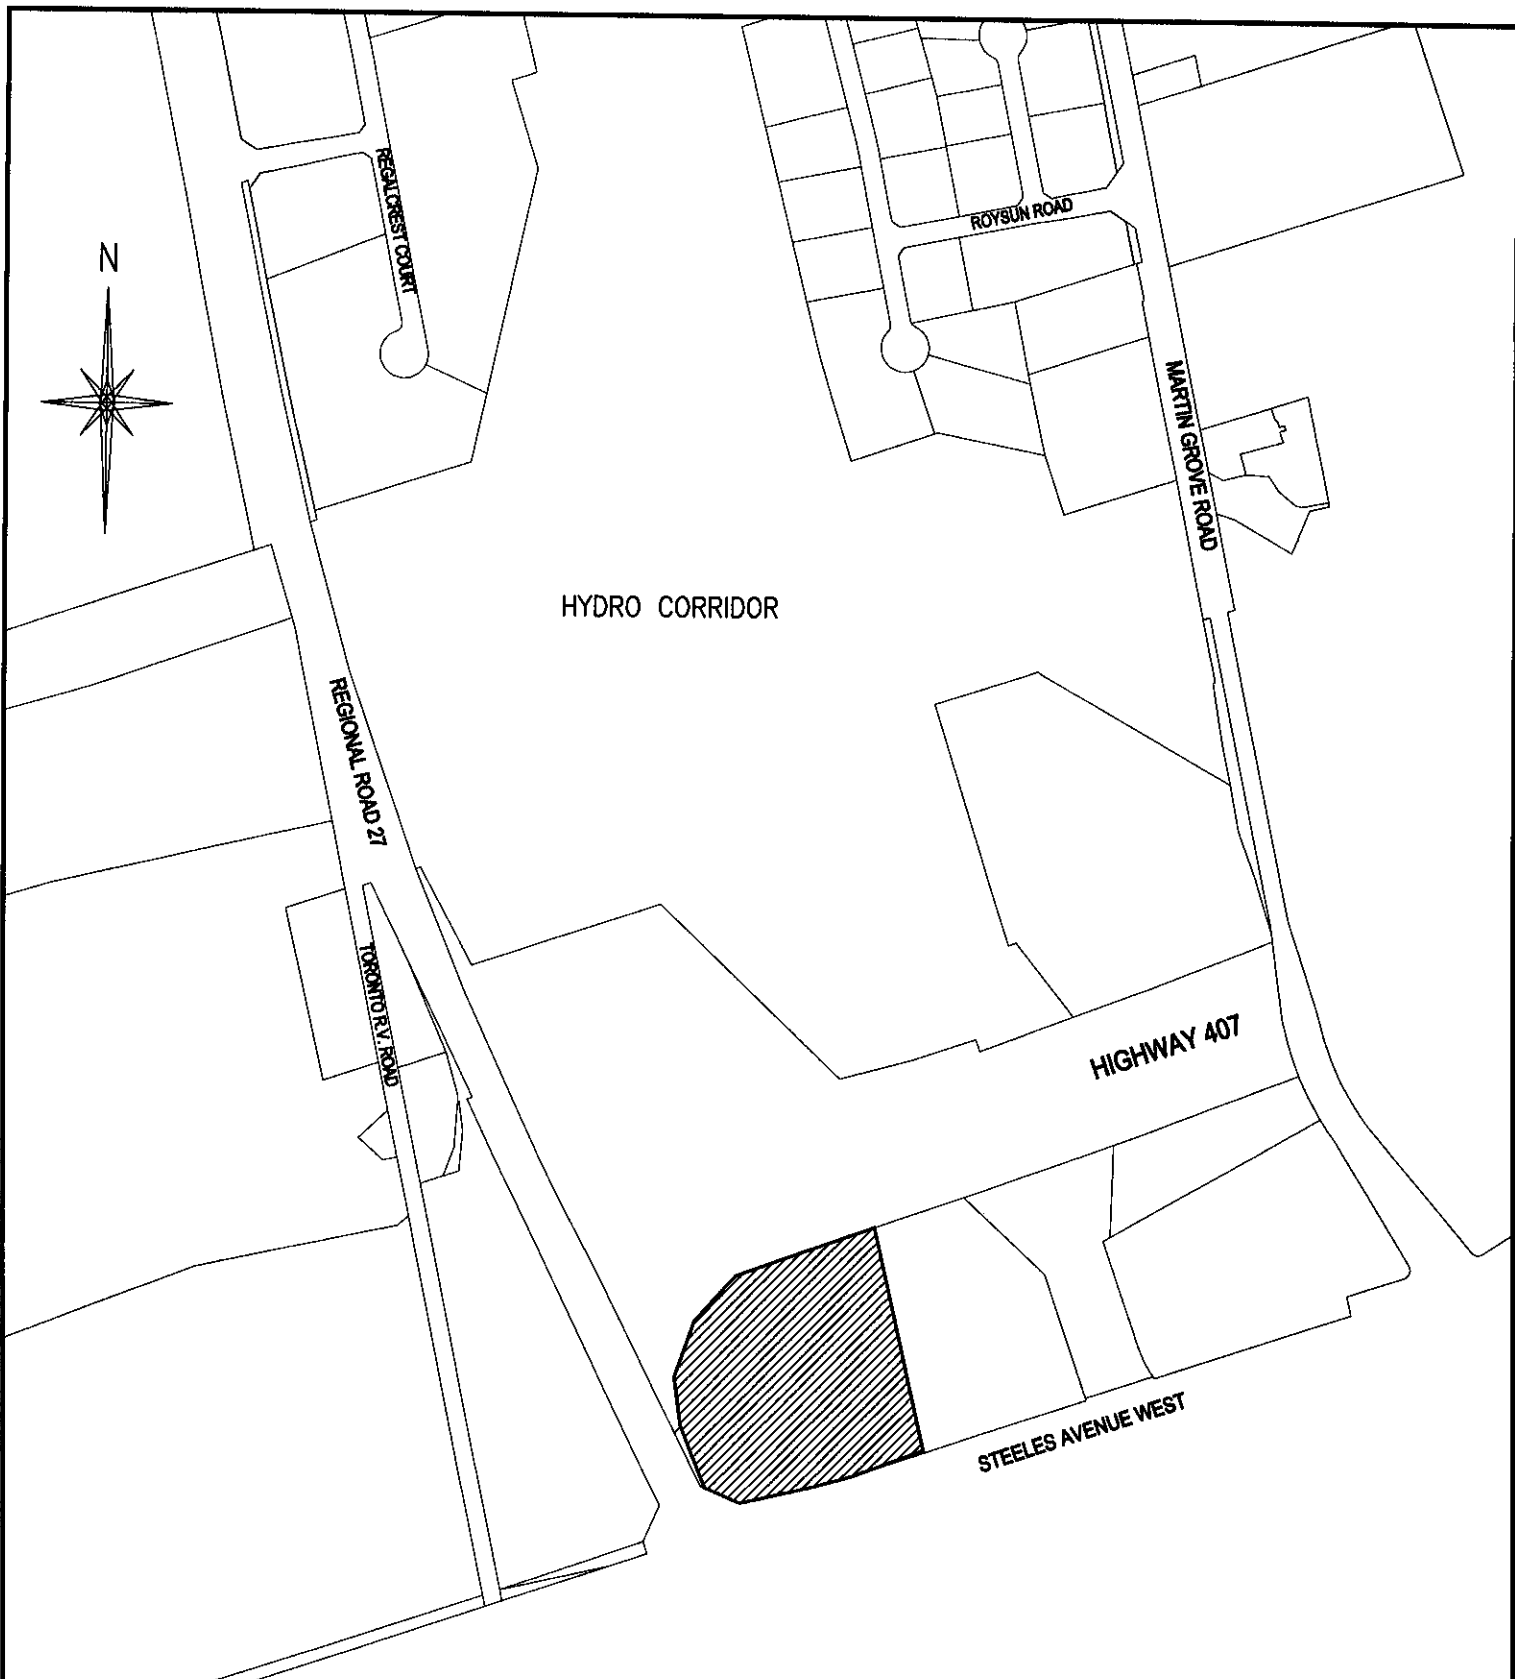 REGALCREST COURT
ROYSUN ROAD
N
MARTIN GROVE ROAD
HYDRO CORRIDOR
REGIONAL ROAD 27
TORONTO R.V. ROAD
HIGHWAY 407
STEELES AVENUE WEST